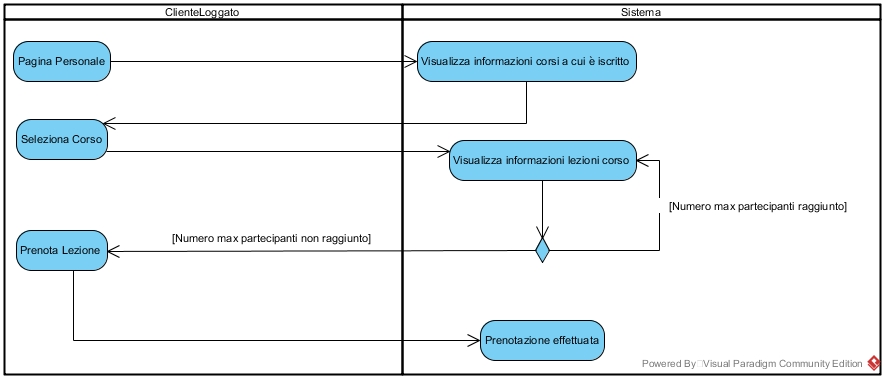 ClienteLoggato
Sistema
Pagina Personale
Visualizza informazioni corsi a cui è iscritto
Seleziona Corso
Visualizza informazioni lezioni corso
[Numero max partecipanti raggiunto]
[Numero max partecipanti non raggiunto]
Prenota Lezione
Prenotazione effettuata
Powered By Visual Paradigm Community Edition